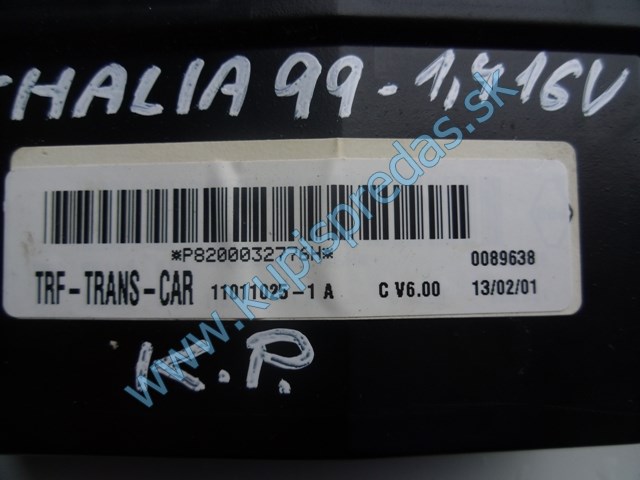 THALIA 99 - 1,4 16V
*P8200032776H*
0089638
TRF-TRANS-CAR 11011025-1 A C V6.00 13/02/01
K.P.
www.kupispredas.sk